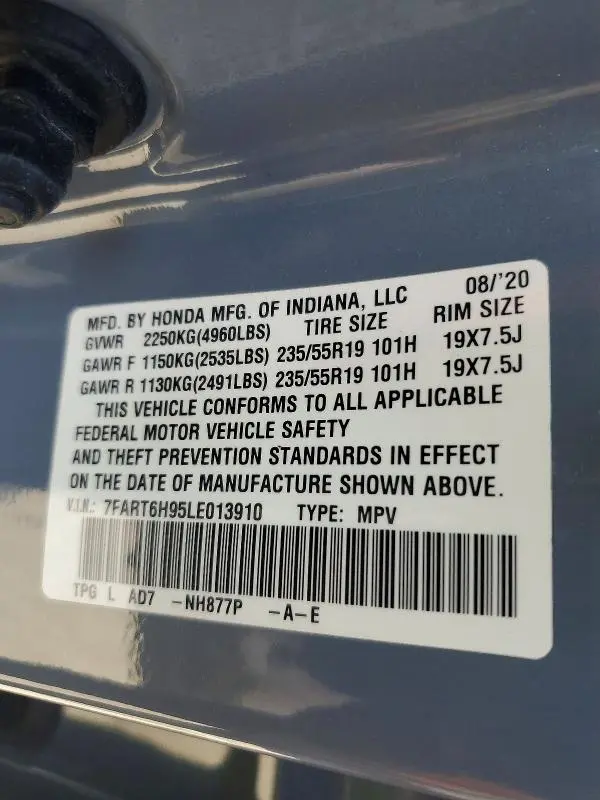 MFD. BY HONDA MFG. OF INDIANA, LLC 08/'20
GVWR 2250KG(4960LBS) TIRE SIZE RIM SIZE
GAWR F 1150KG(2535LBS) 235/55R19 101H 19X7.5J
GAWR R 1130KG(2491LBS) 235/55R19 101H 19X7.5J
THIS VEHICLE CONFORMS TO ALL APPLICABLE
FEDERAL MOTOR VEHICLE SAFETY
AND THEFT PREVENTION STANDARDS IN EFFECT
ON THE DATE OF MANUFACTURE SHOWN ABOVE.
V.I.N.: 7FART6H95LE013910 TYPE: MPV
TPG L AD7 -NH877P -A-E